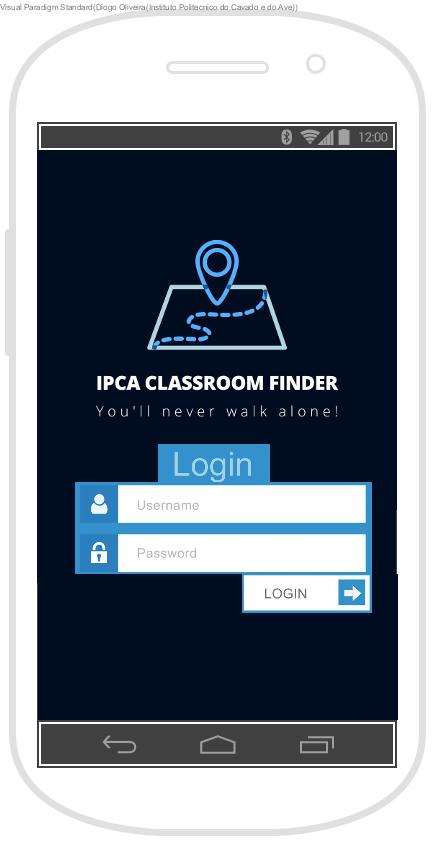 Visual Paradigm Standard(Diogo Oliveira(Instituto Politecnico do Cavado e do Ave))
12:00
IPCA CLASSROOM FINDER
You'll never walk alone!
Login
Username
Password
LOGIN